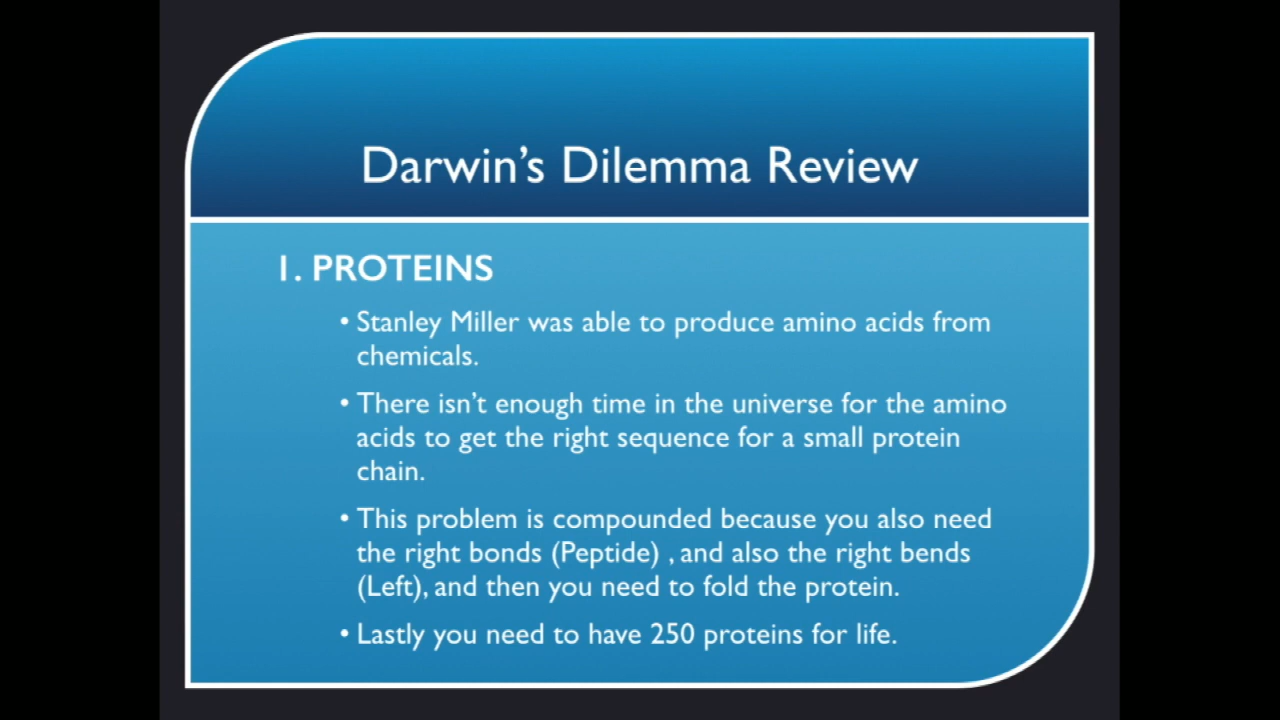 Darwin's Dilemma Review
1. PROTEINS
• Stanley Miller was able to produce amino acids from
chemicals.
• There isn't enough time in the universe for the amino
acids to get the right sequence for a small protein
chain.
• This problem is compounded because you also need
the right bonds (Peptide) , and also the right bends
(Left), and then you need to fold the protein.
• Lastly you need to have 250 proteins for life.